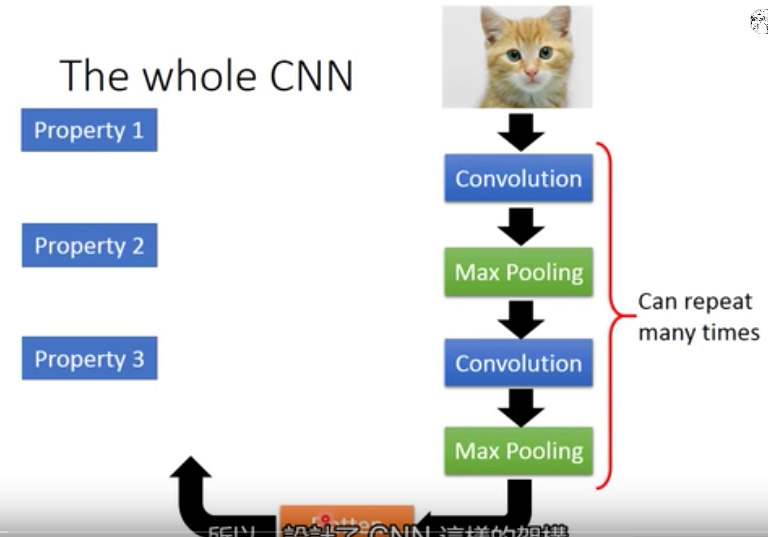 The whole CNN
Property 1
Property 2
Property 3
Convolution
Max Pooling
Convolution
Max Pooling
Can repeat
many times
Flatten
所以 設計了 CNN 這樣的架構